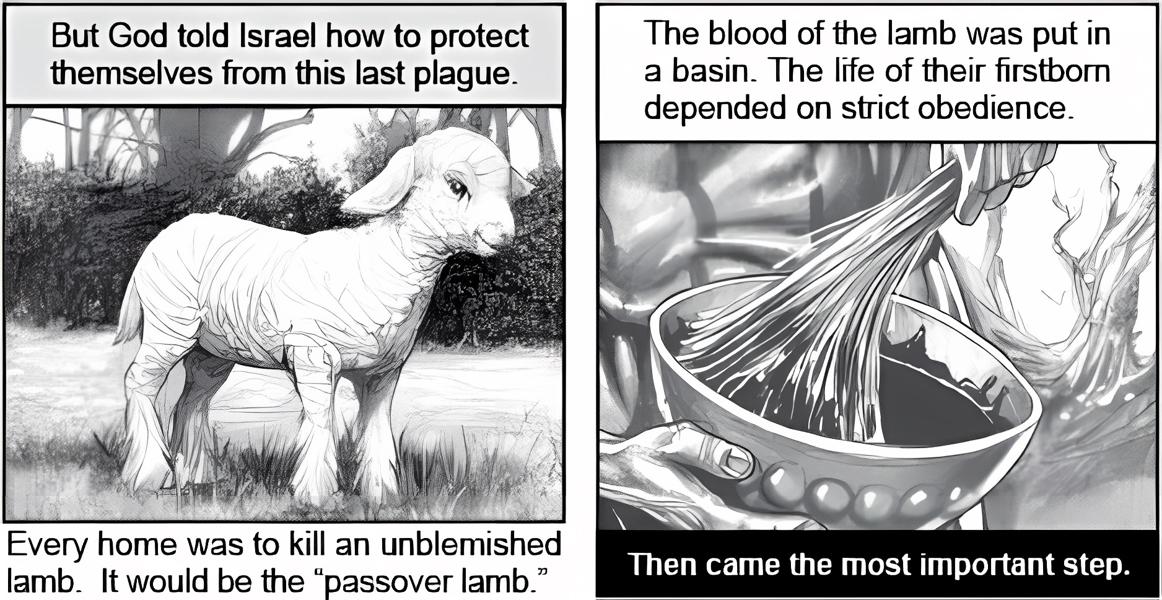 But God told Israel how to protect
themselves from this last plague.
Every home was to kill an unblemished
lamb.  It would be the “passover lamb.”
The blood of the lamb was put in
a basin. The life of their firstborn
depended on strict obedience.
Then came the most important step.